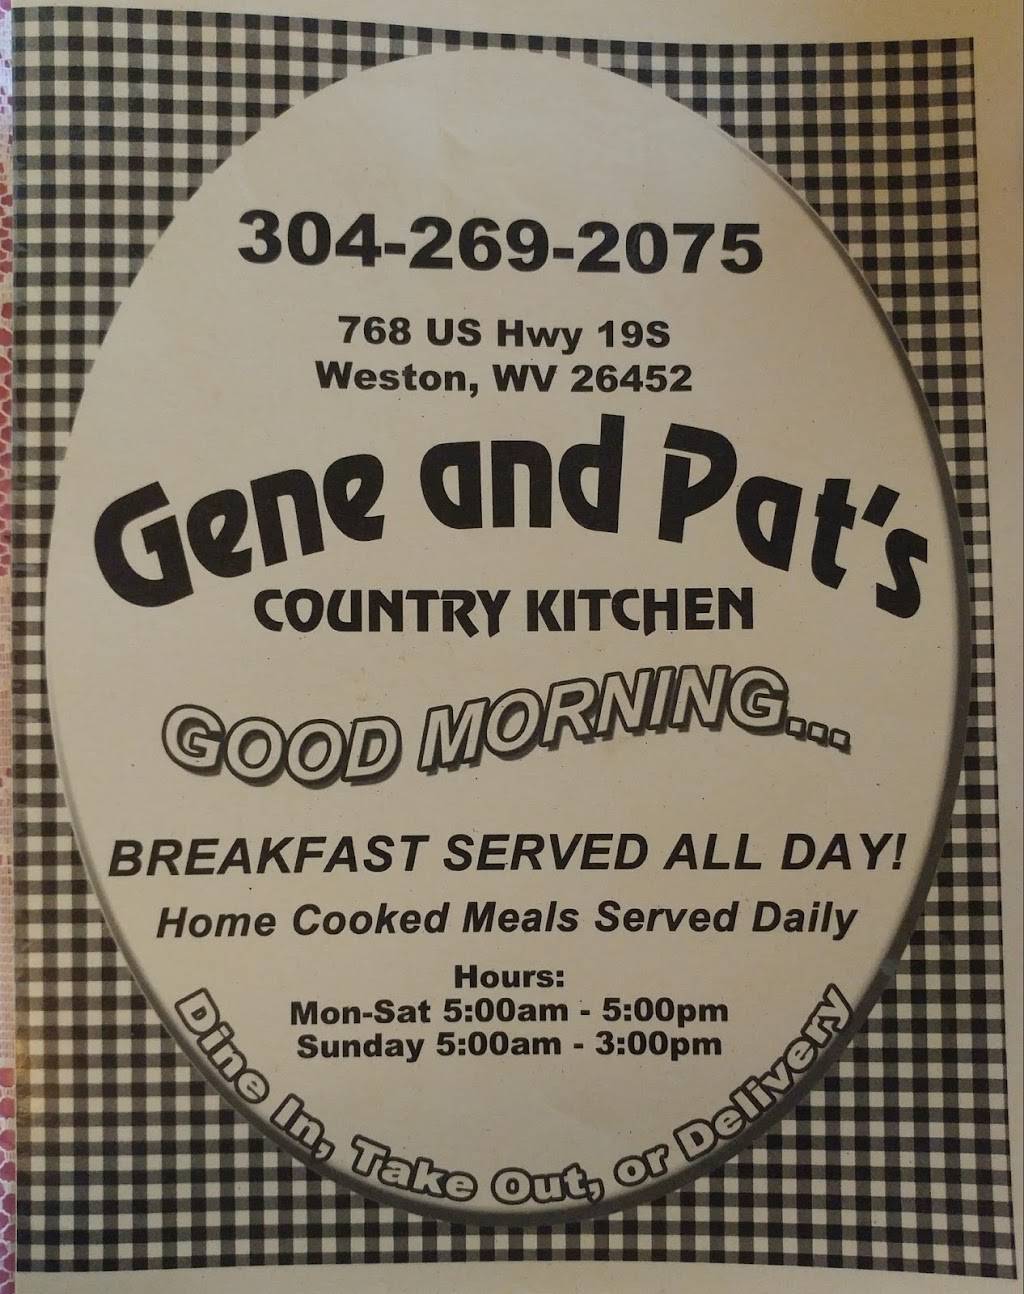 304-269-2075
768 US Hwy 19S
Weston, WV 26452
Gene and Pat's
COUNTRY KITCHEN
GOOD MORNING...
BREAKFAST SERVED ALL DAY!
Home Cooked Meals Served Daily
Hours:
Mon-Sat 5:00am - 5:00pm
Sunday 5:00am - 3:00pm
Dine In, Take Out, or Delivery